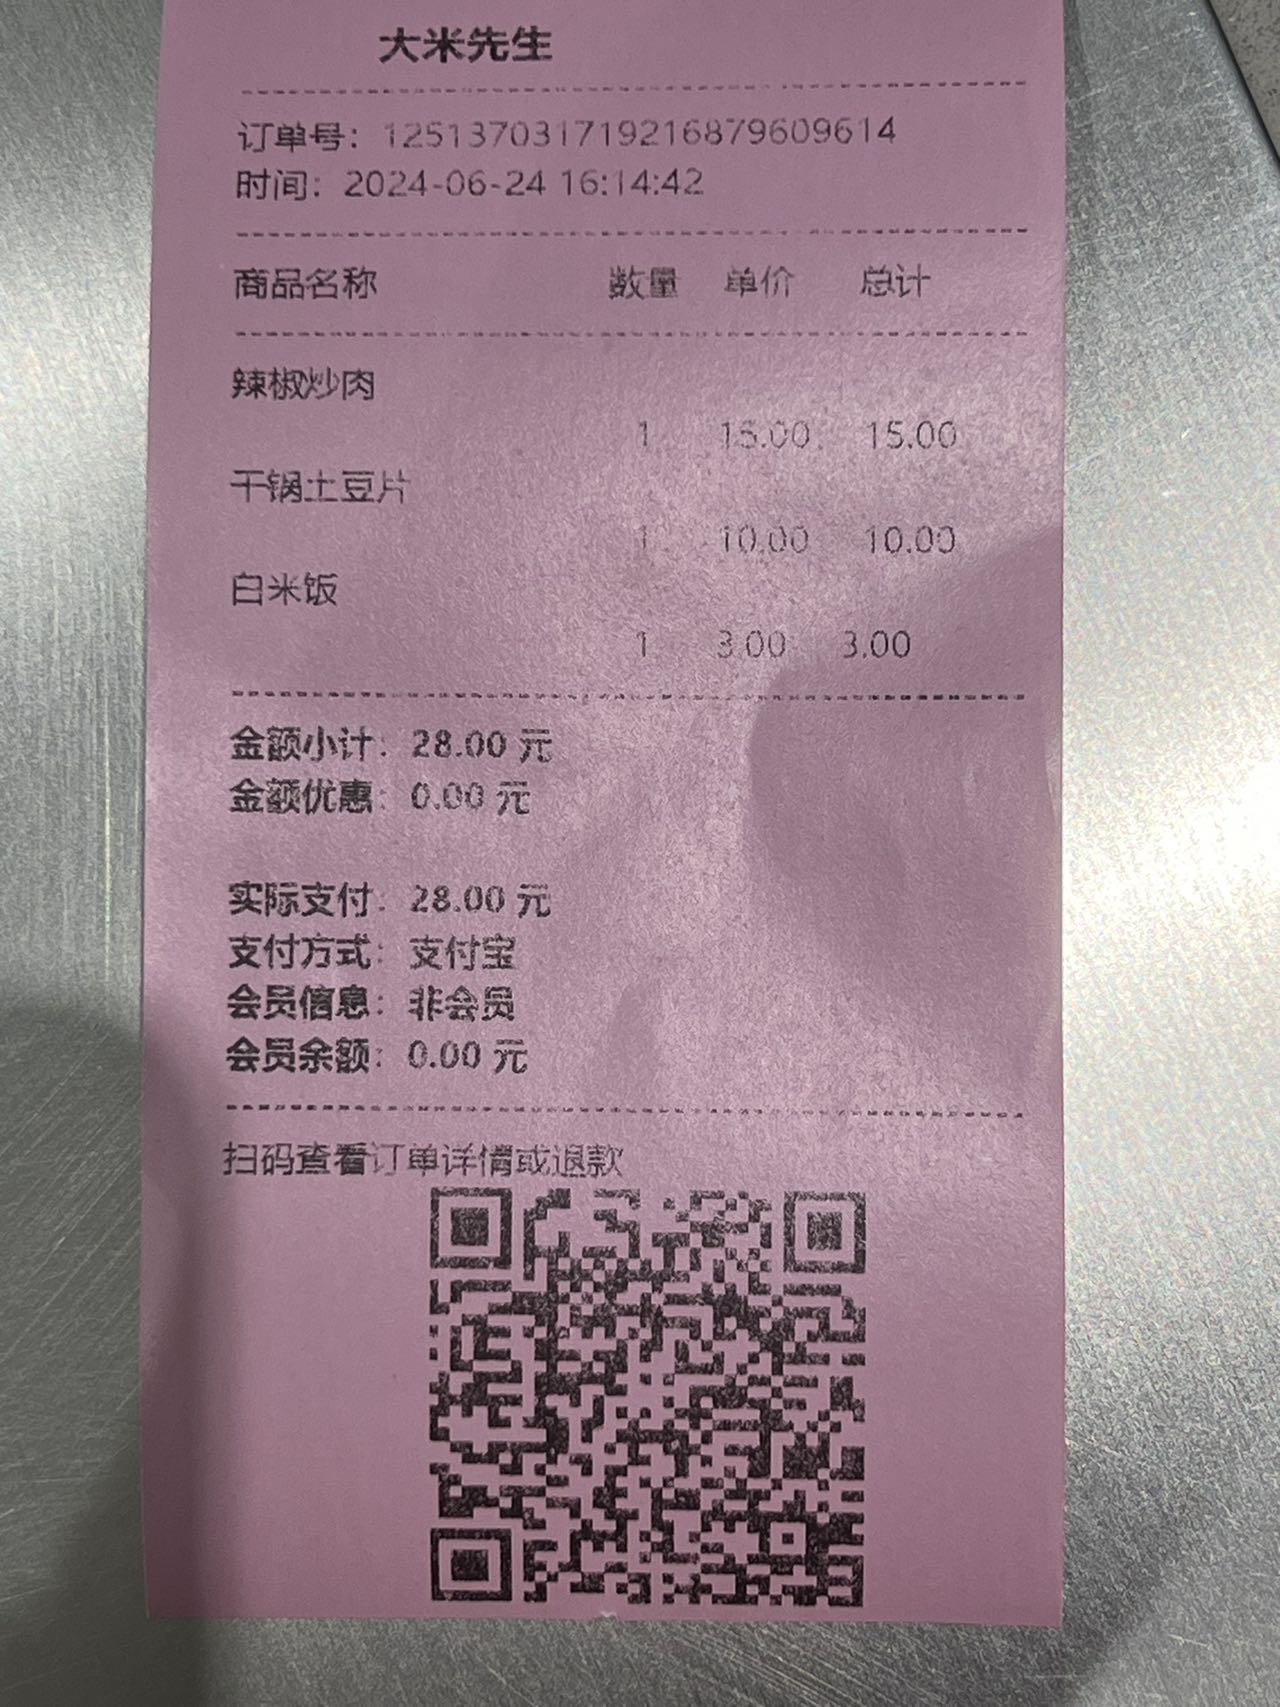 大米先生
订单号：125137031719216879609614
时间：2024-06-24 16:14:42
商品名称 数量 单价 总计
辣椒炒肉
1 15.00 15.00
干锅土豆片
1 10.00 10.00
白米饭
1 3.00 3.00
金额小计：28.00 元
金额优惠：0.00 元
实际支付：28.00 元
支付方式：支付宝
会员信息：非会员
会员余额：0.00 元
扫码查看订单详情或退款